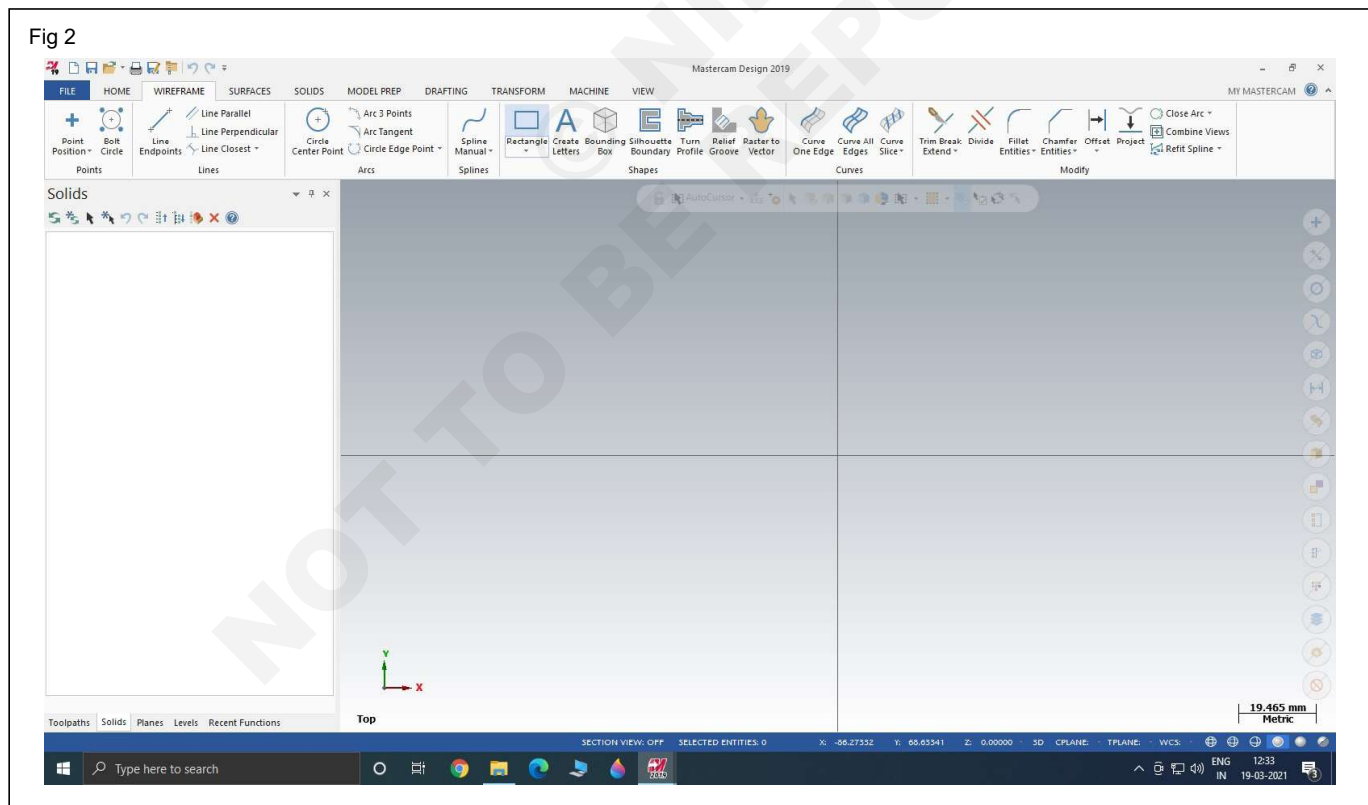 Fig 2
Mastercam Design 2019
FILE HOME WIREFRAME SURFACES SOLIDS MODEL PREP DRAFTING TRANSFORM MACHINE VIEW MY MASTERCAM
Point Position
Bolt Circle
Points
Line Endpoints
Line Parallel
Line Perpendicular
Line Closest
Lines
Circle Center Point
Arc 3 Points
Arc Tangent
Circle Edge Point
Arcs
Spline Manual
Splines
Rectangle
Create Letters
Bounding Box
Silhouette Boundary
Turn Profile
Relief Groove
Raster to Vector
Shapes
Curve One Edge
Curve All Edges
Curve Slice
Curves
Trim Break Extend
Divide
Fillet Entities
Chamfer Entities
Offset
Project
Close Arc
Combine Views
Refit Spline
Modify
Solids
AutoCursor
NOT TO BE
Y
X
Top
19.465 mm
Metric
Toolpaths Solids Planes Levels Recent Functions
SECTION VIEW: OFF SELECTED ENTITIES: 0 X: -86.27352 Y: 68.65341 Z: 0.00000 3D CPLANE: TPLANE: WCS:
Type here to search
2019
ENG
IN
12:33
19-03-2021
3